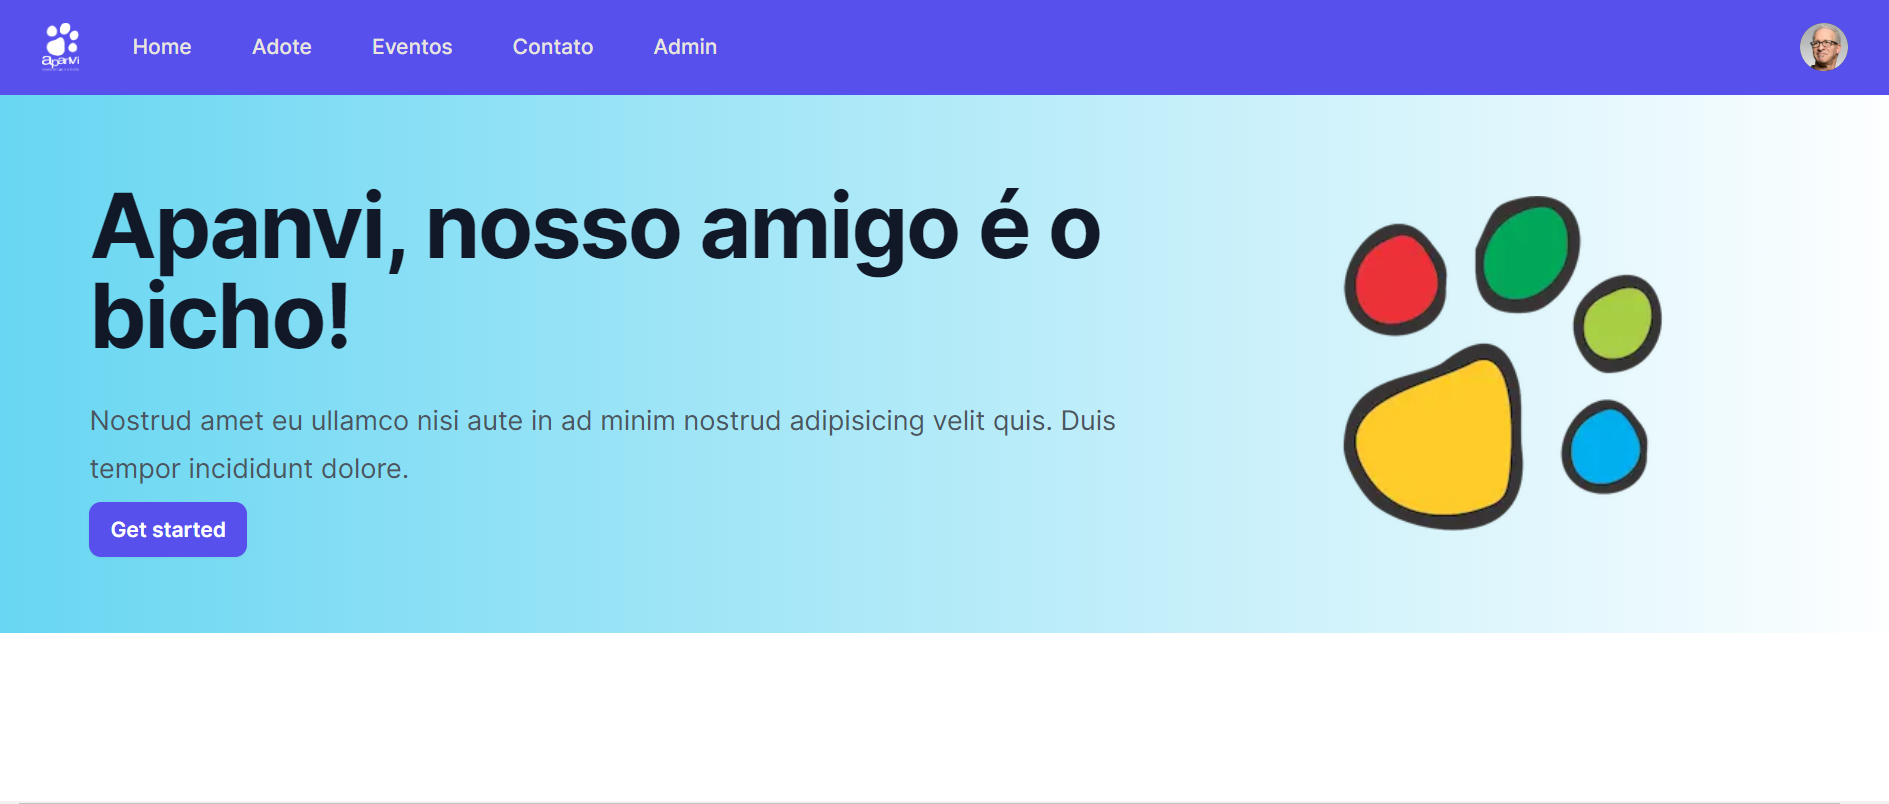 apanvi
Home
Adote
Eventos
Contato
Admin
Apanvi, nosso amigo é o
bicho!
Nostrud amet eu ullamco nisi aute in ad minim nostrud adipisicing velit quis. Duis
tempor incididunt dolore.
Get started